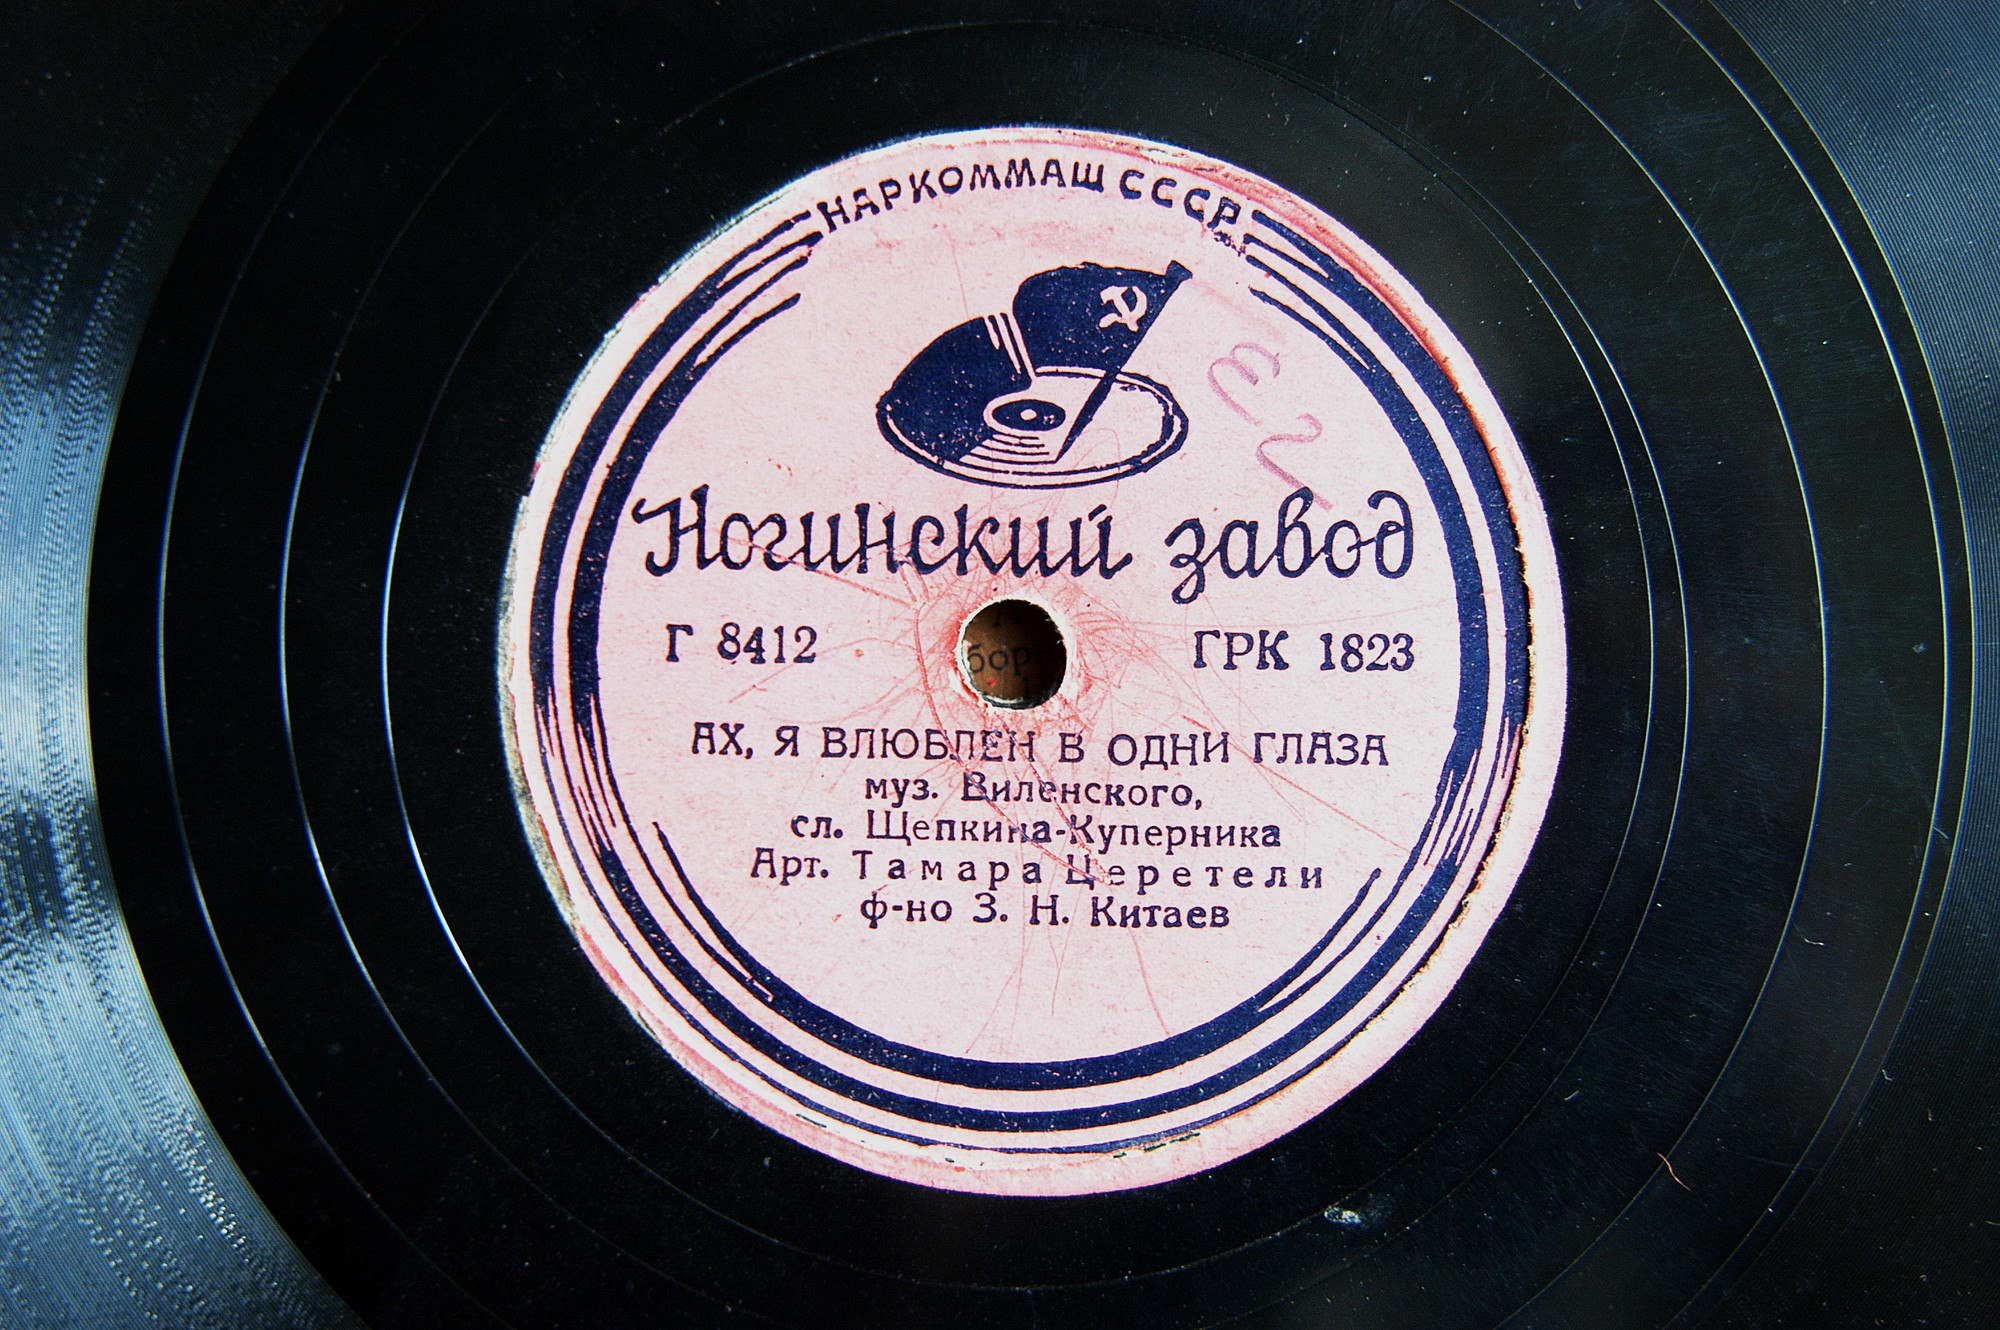 НАРКОММАШ СССР
Ногинский завод
Г 8412 ГРК 1823
АХ, Я ВЛЮБЛЕН В ОДНИ ГЛАЗА
муз. Виленского,
сл. Щепкина-Куперника
Арт. Тамара Церетели
ф-но З. Н. Китаев